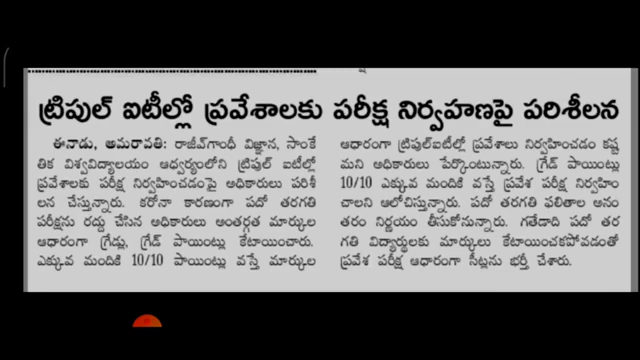 ట్రిపుల్ ఐటీల్లో ప్రవేశాలకు పరీక్ష నిర్వహణపై పరిశీలన
ఈనాడు, అమరావతి: రాజీవ్‌గాంధీ విజ్ఞాన, సాంకే
తిక విశ్వవిద్యాలయం ఆధ్వర్యంలోని ట్రిపుల్ ఐటీల్లో
ప్రవేశాలకు పరీక్ష నిర్వహించడంపై అధికారులు పరిశీ
లన చేస్తున్నారు. కరోనా కారణంగా పదో తరగతి
పరీక్షను రద్దు చేసిన అధికారులు అంతర్గత మార్కుల
ఆధారంగా గ్రేడ్లు, గ్రేడ్ పాయింట్లు కేటాయించారు.
ఎక్కువ మందికి 10/10 పాయింట్లు వస్తే మార్కుల
ఆధారంగా ట్రిపుల్‌ఐటీల్లో ప్రవేశాలు నిర్వహించడం కష్ట
మని అధికారులు పేర్కొంటున్నారు. గ్రేడ్ పాయింట్లు
10/10 ఎక్కువ మందికి వస్తే ప్రవేశ పరీక్ష నిర్వహిం
చాలని ఆలోచిస్తున్నారు. పదో తరగతి ఫలితాల అనం
తరం నిర్ణయం తీసుకోనున్నారు. గతేడాది పదో తర
గతి విద్యార్థులకు మార్కులు కేటాయించకపోవడంతో
ప్రవేశ పరీక్ష ఆధారంగా సీట్లను భర్తీ చేశారు.